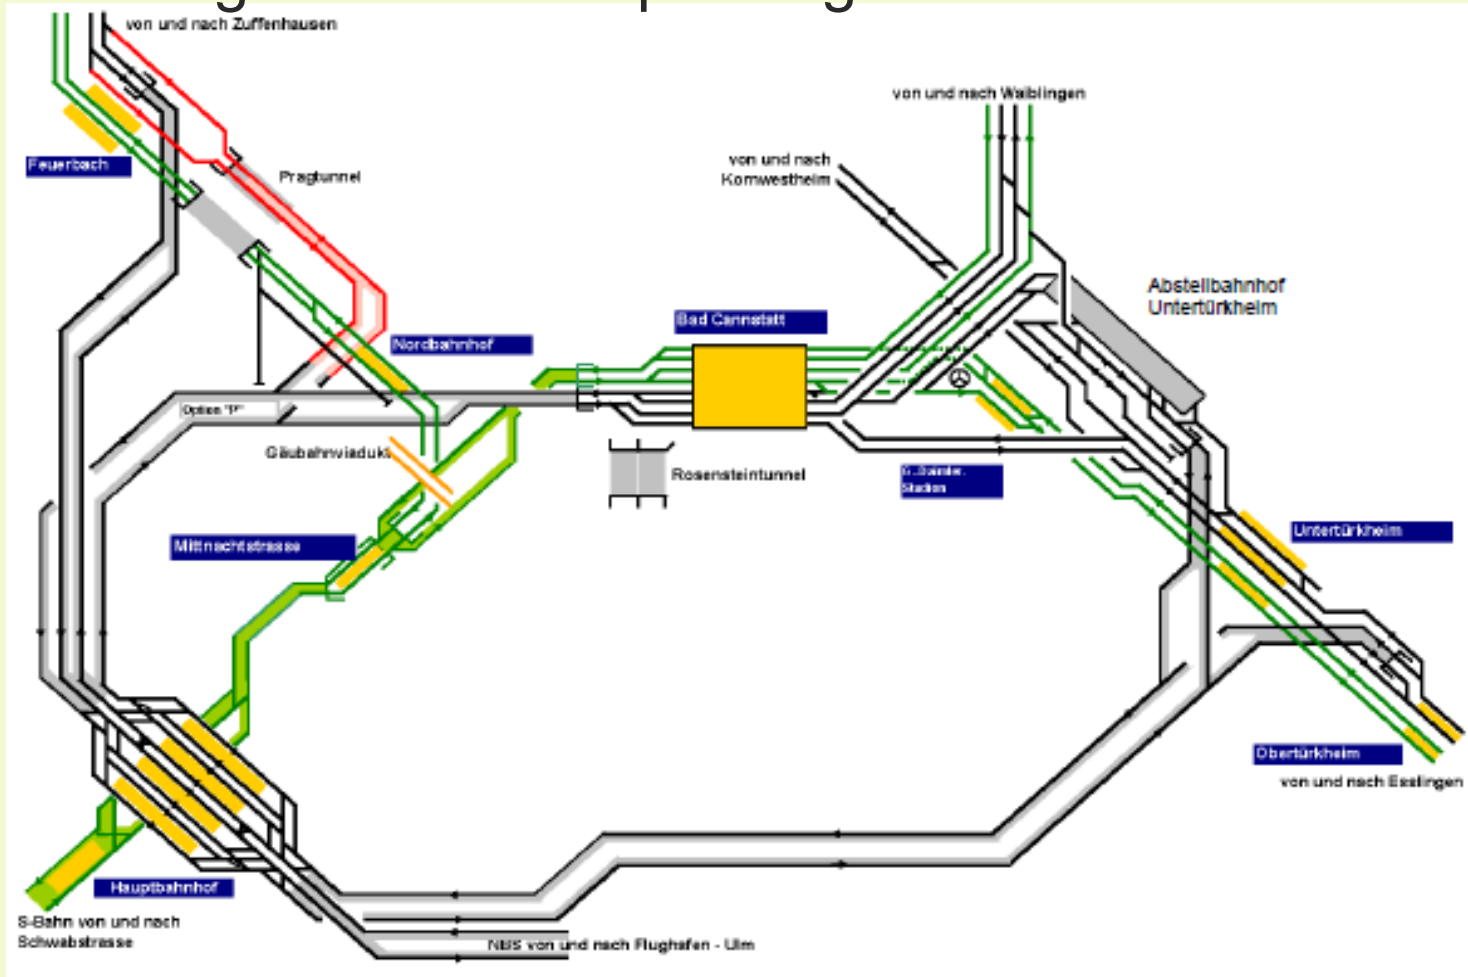 von und nach Zuffenhausen
von und nach Waiblingen
von und nach
Kornwestheim
Feuerbach
Pragtunnel
Abstellbahnhof
Untertürkheim
Bad Cannstatt
Nordbahnhof
Option "P"
Gäubahnviadukt
Rosensteintunnel
G.-Daimler-
Stadion
Untertürkheim
Mittnachtstrasse
Obertürkheim
von und nach Esslingen
Hauptbahnhof
S-Bahn von und nach
Schwabstrasse
NBS von und nach Flughafen - Ulm